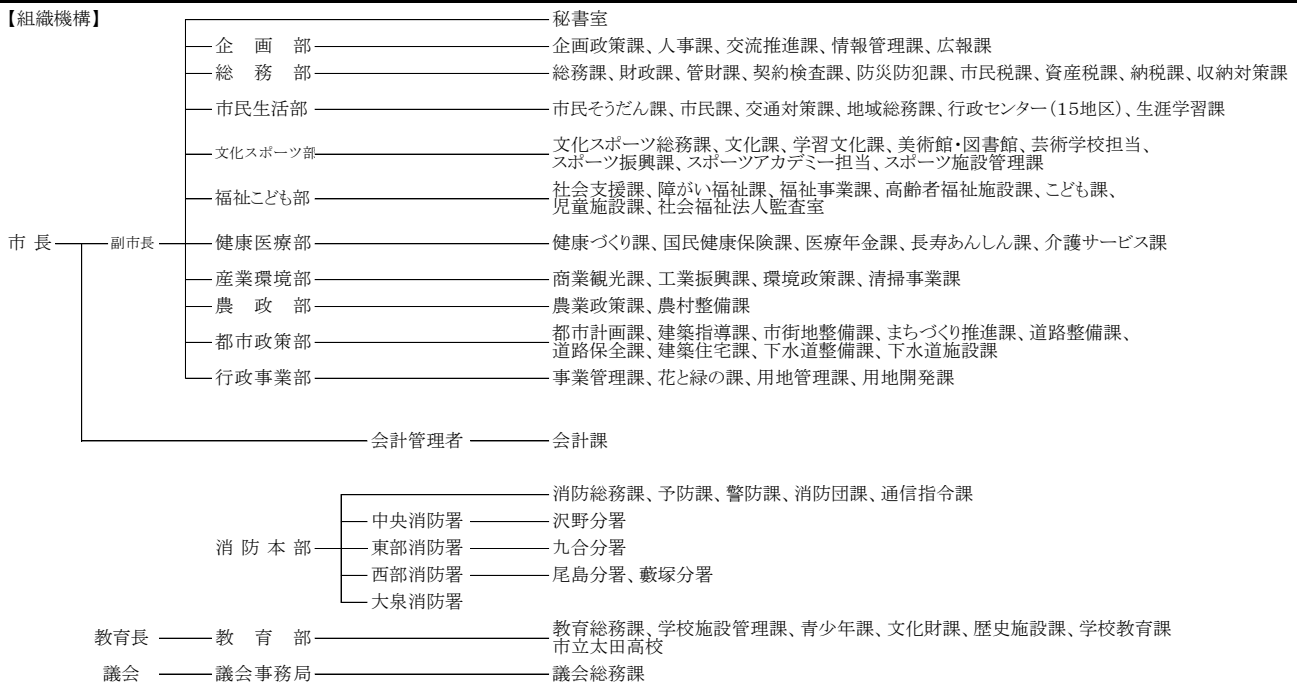 【組織機構】
秘書室
企画部 企画政策課、人事課、交流推進課、情報管理課、広報課
総務部 総務課、財政課、管財課、契約検査課、防災防犯課、市民税課、資産税課、納税課、収納対策課
市民生活部 市民そうだん課、市民課、交通対策課、地域総務課、行政センター（15地区）、生涯学習課
文化スポーツ部 文化スポーツ総務課、文化課、学習文化課、美術館・図書館、芸術学校担当、
スポーツ振興課、スポーツアカデミー担当、スポーツ施設管理課
福祉こども部 社会支援課、障がい福祉課、福祉事業課、高齢者福祉施設課、こども課、
児童施設課、社会福祉法人監査室
市長 副市長 健康医療部 健康づくり課、国民健康保険課、医療年金課、長寿あんしん課、介護サービス課
産業環境部 商業観光課、工業振興課、環境政策課、清掃事業課
農政部 農業政策課、農村整備課
都市政策部 都市計画課、建築指導課、市街地整備課、まちづくり推進課、道路整備課、
道路保全課、建築住宅課、下水道整備課、下水道施設課
行政事業部 事業管理課、花と緑の課、用地管理課、用地開発課
会計管理者 会計課
消防総務課、予防課、警防課、消防団課、通信指令課
中央消防署 沢野分署
消防本部 東部消防署 九合分署
西部消防署 尾島分署、藪塚分署
大泉消防署
教育長 教育部 教育総務課、学校施設管理課、青少年課、文化財課、歴史施設課、学校教育課
市立太田高校
議会 議会事務局 議会総務課